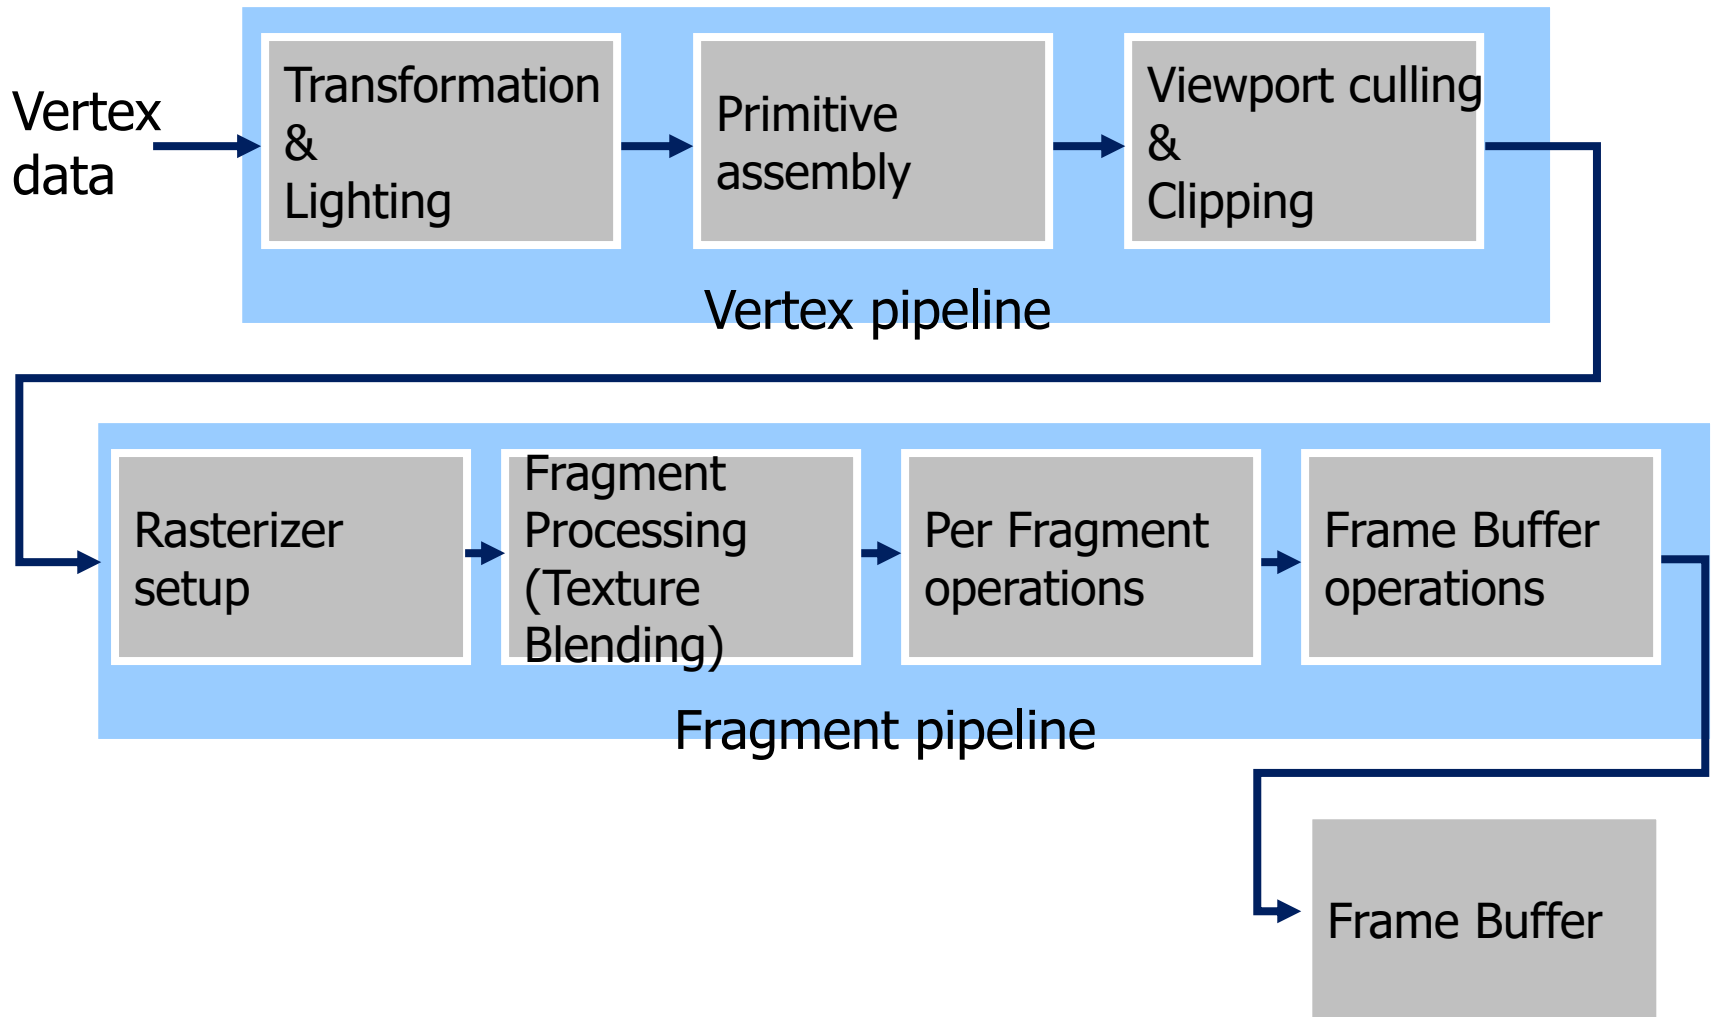 Vertex
data
Transformation
&
Lighting
Primitive
assembly
Viewport culling
&
Clipping
Vertex pipeline
Rasterizer
setup
Fragment
Processing
(Texture
Blending)
Per Fragment
operations
Frame Buffer
operations
Fragment pipeline
Frame Buffer